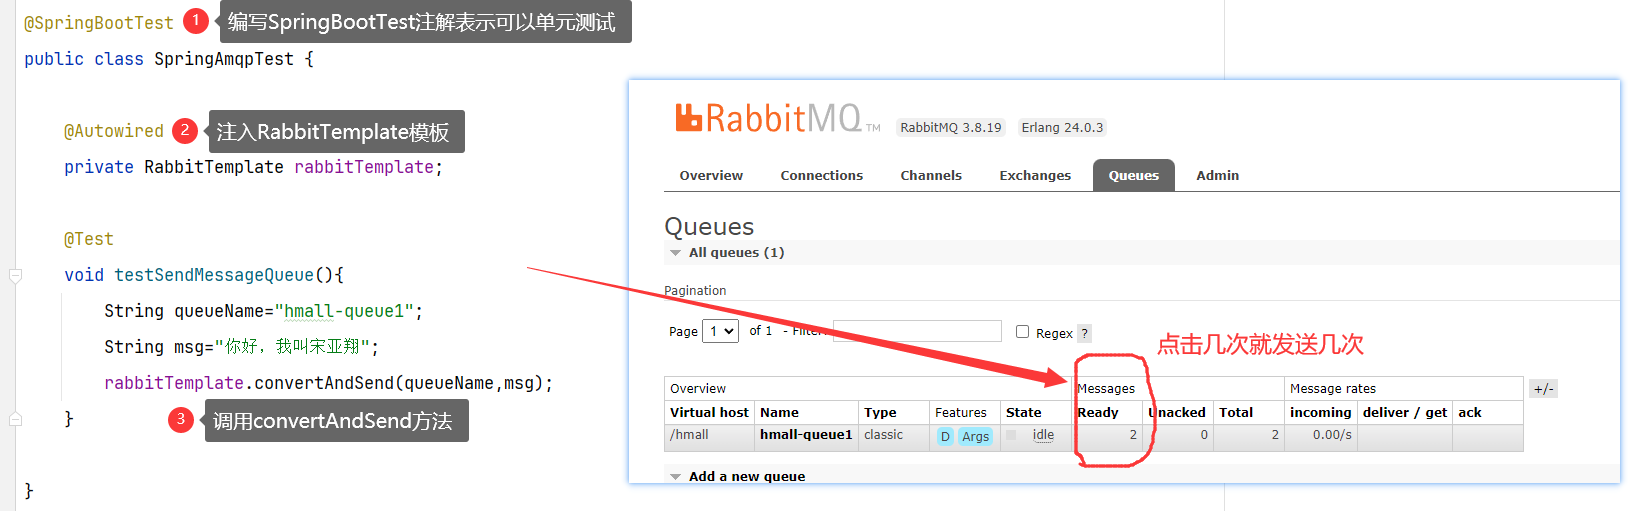 @SpringBootTest 1 编写SpringBootTest注解表示可以单元测试
public class SpringAmqpTest {
@Autowired 2 注入RabbitTemplate模板
private RabbitTemplate rabbitTemplate;
@Test
void testSendMessageQueue(){
String queueName="hmall-queue1";
String msg="你好，我叫宋亚翔";
rabbitTemplate.convertAndSend(queueName,msg);
}
3 调用convertAndSend方法
}
RabbitMQ TM RabbitMQ 3.8.19 Erlang 24.0.3
Overview Connections Channels Exchanges Queues Admin
Queues
All queues (1)
Pagination
Page 1 of 1 - Filter: Regex ?
点击几次就发送几次
Overview Messages Message rates +/-
Virtual host Name Type Features State Ready Unacked Total incoming deliver / get ack
/hmall hmall-queue1 classic D Args idle 2 0 2 0.00/s
Add a new queue